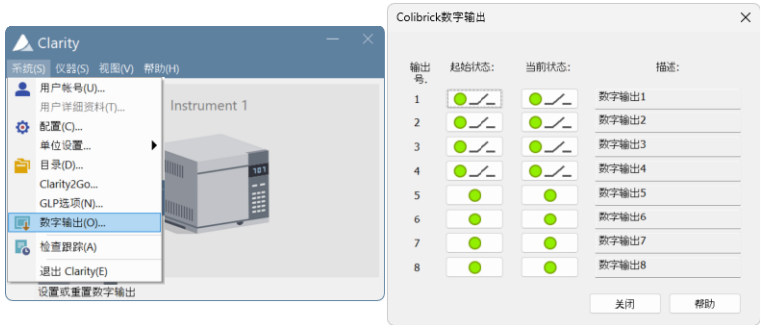 Clarity
系统(S) 仪器(S) 视图(V) 帮助(H)
用户帐号(U)...
用户详细资料(T)...
配置(C)...
单位设置...
目录(D)...
Clarity2Go...
GLP选项(N)...
数字输出(O)...
检查跟踪(A)
退出 Clarity(E)
设置或重置数字输出
Instrument 1
101
Colibrick数字输出
输出号. 起始状态: 当前状态: 描述:
1 数字输出1
2 数字输出2
3 数字输出3
4 数字输出4
5 数字输出5
6 数字输出6
7 数字输出7
8 数字输出8
关闭 帮助